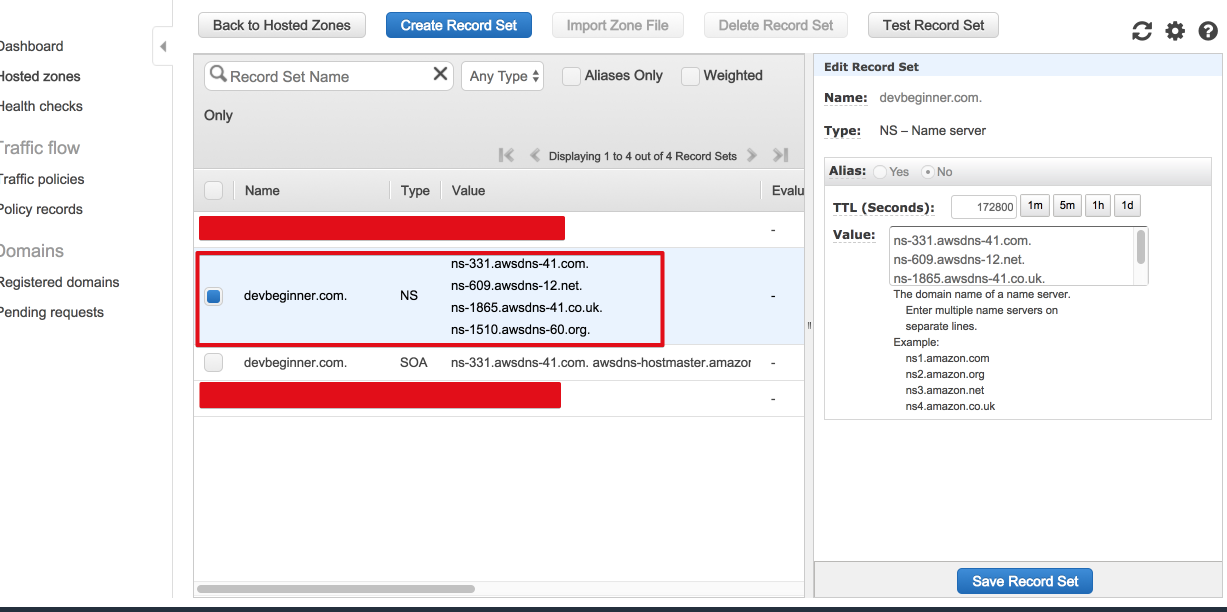 Back to Hosted Zones
Create Record Set
Import Zone File
Delete Record Set
Test Record Set
Dashboard
Hosted zones
Health checks
Traffic flow
Traffic policies
Policy records
Domains
Registered domains
Pending requests
Record Set Name
Any Type
Aliases Only
Weighted
Only
Displaying 1 to 4 out of 4 Record Sets
Name Type Value Evalu
-
devbeginner.com. NS
ns-331.awsdns-41.com.
ns-609.awsdns-12.net.
ns-1865.awsdns-41.co.uk.
ns-1510.awsdns-60.org.
-
devbeginner.com. SOA ns-331.awsdns-41.com. awsdns-hostmaster.amazor -
-
Edit Record Set
Name: devbeginner.com.
Type: NS – Name server
Alias: Yes No
TTL (Seconds): 172800 1m 5m 1h 1d
Value: ns-331.awsdns-41.com.
ns-609.awsdns-12.net.
ns-1865.awsdns-41.co.uk.
The domain name of a name server.
Enter multiple name servers on
separate lines.
Example:
ns1.amazon.com
ns2.amazon.org
ns3.amazon.net
ns4.amazon.co.uk
Save Record Set